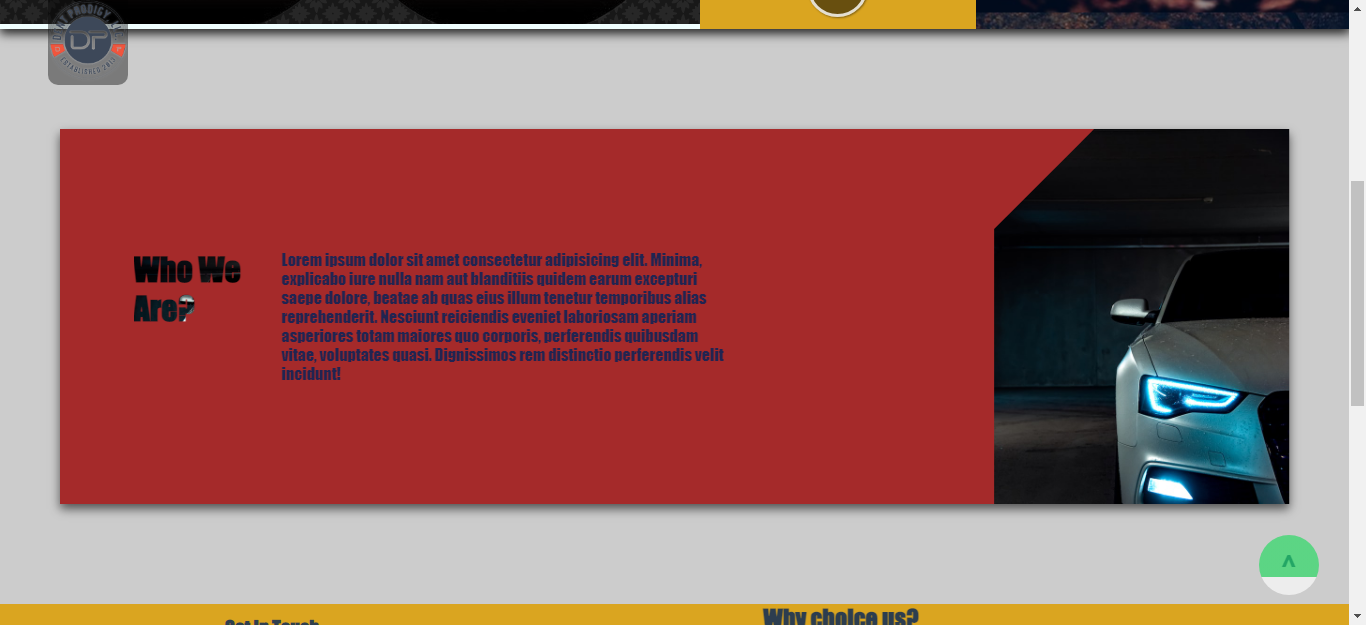 DP
ESTABLISHED 201
Who We
Are?
Lorem ipsum dolor sit amet consectetur adipisicing elit. Minima,
explicabo iure nulla nam aut blanditiis quidem earum excepturi
saepe dolore, beatae ab quas eius illum tenetur temporibus alias
reprehenderit. Nesciunt reiciendis eveniet laboriosam aperiam
asperiores totam maiores quo corporis, perferendis quibusdam
vitae, voluptates quasi. Dignissimos rem distinctio perferendis velit
incidunt!
^
Why choice us?
Get In Touch